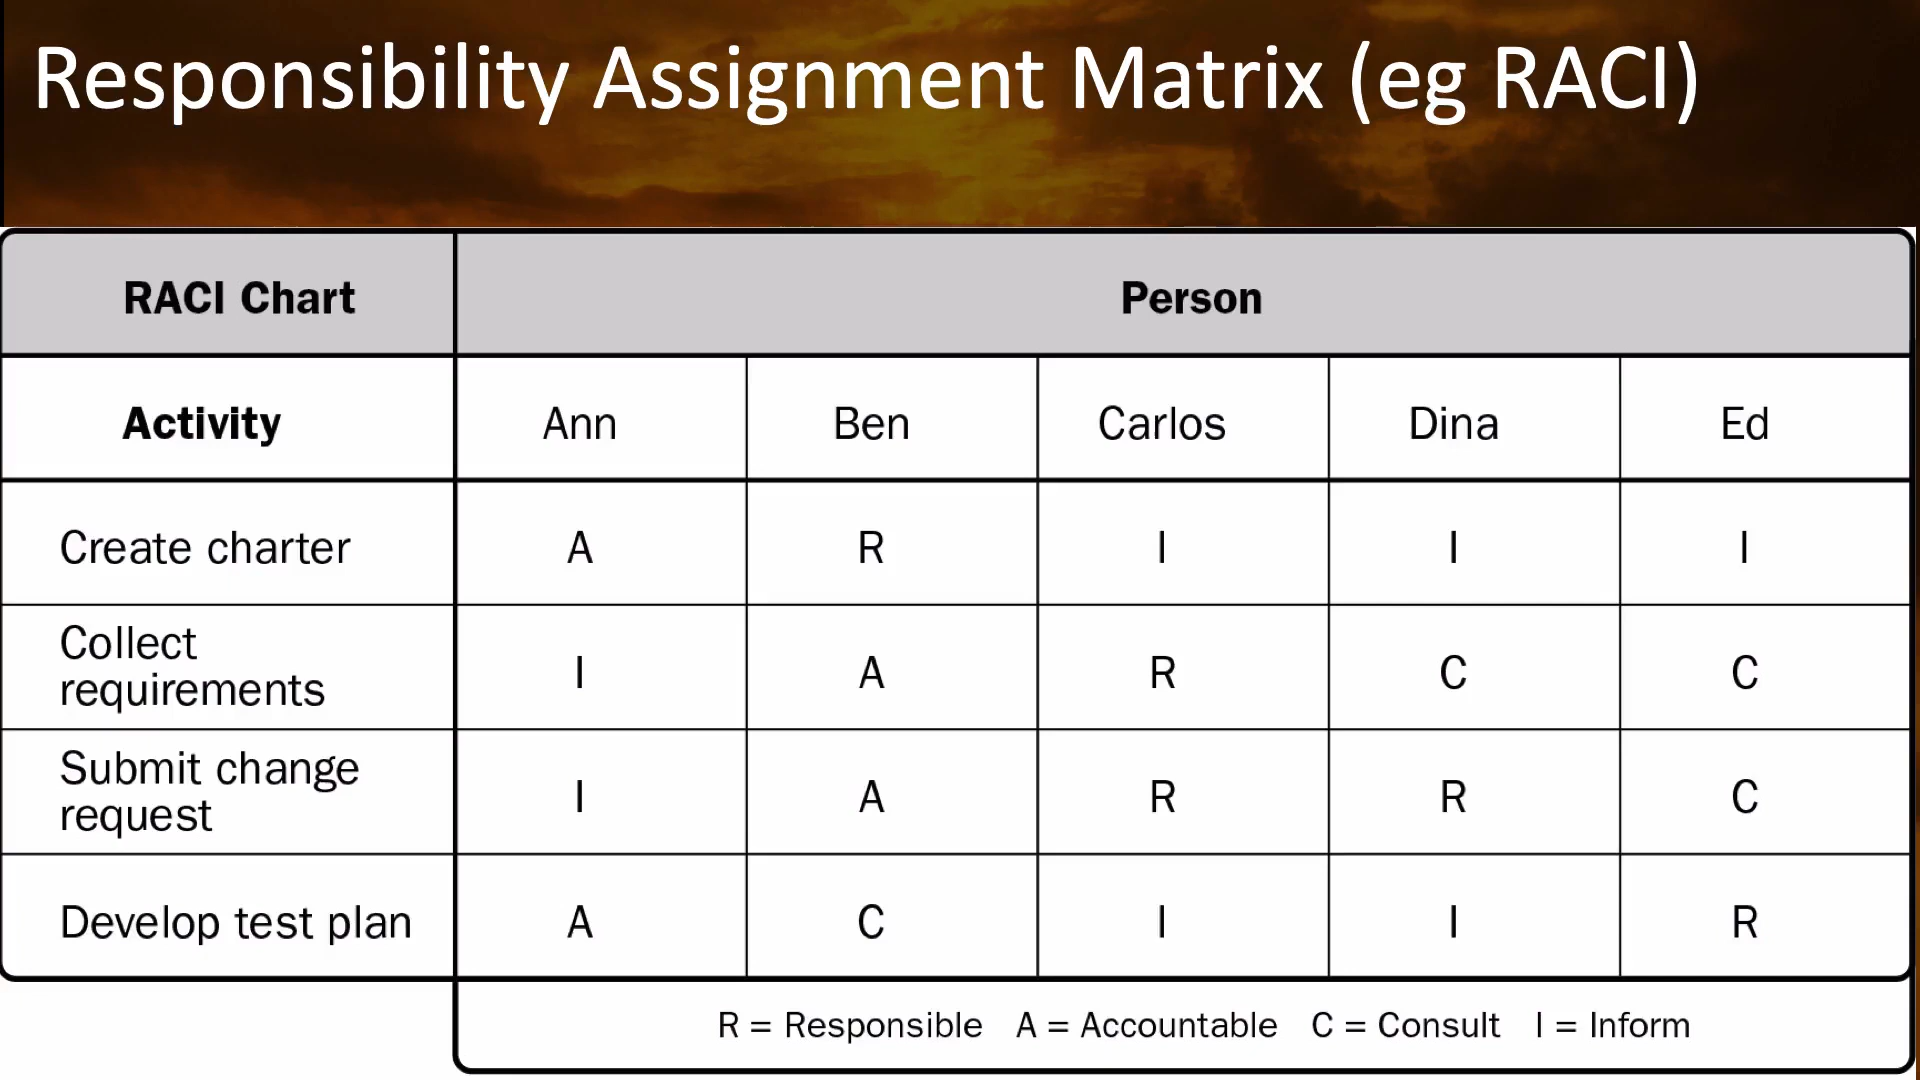 Responsibility Assignment Matrix (eg RACI)
RACI Chart Person
Activity Ann Ben Carlos Dina Ed
Create charter A R I I I
Collect
requirements I A R C C
Submit change
request I A R R C
Develop test plan A C I I R
R = Responsible A = Accountable C = Consult I = Inform